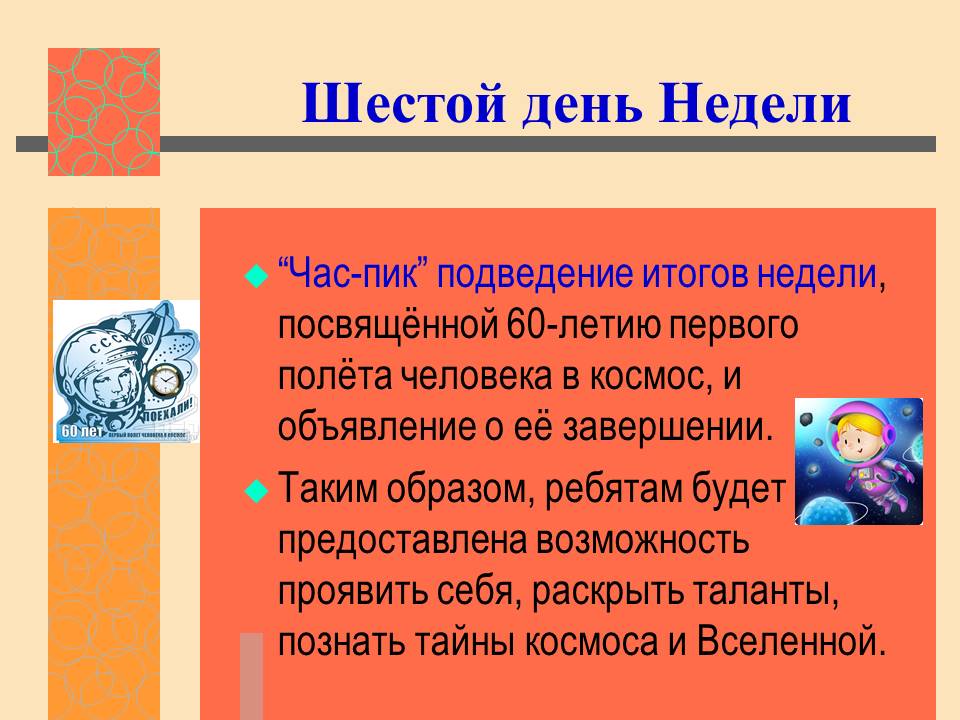 Шестой день Недели
“Час-пик” подведение итогов недели,
посвящённой 60-летию первого
полёта человека в космос, и
объявление о её завершении.
Таким образом, ребятам будет
предоставлена возможность
проявить себя, раскрыть таланты,
познать тайны космоса и Вселенной.
СССР
ПОЕХАЛИ!
60 лет ПЕРВЫЙ ПОЛЕТ ЧЕЛОВЕКА В КОСМОС